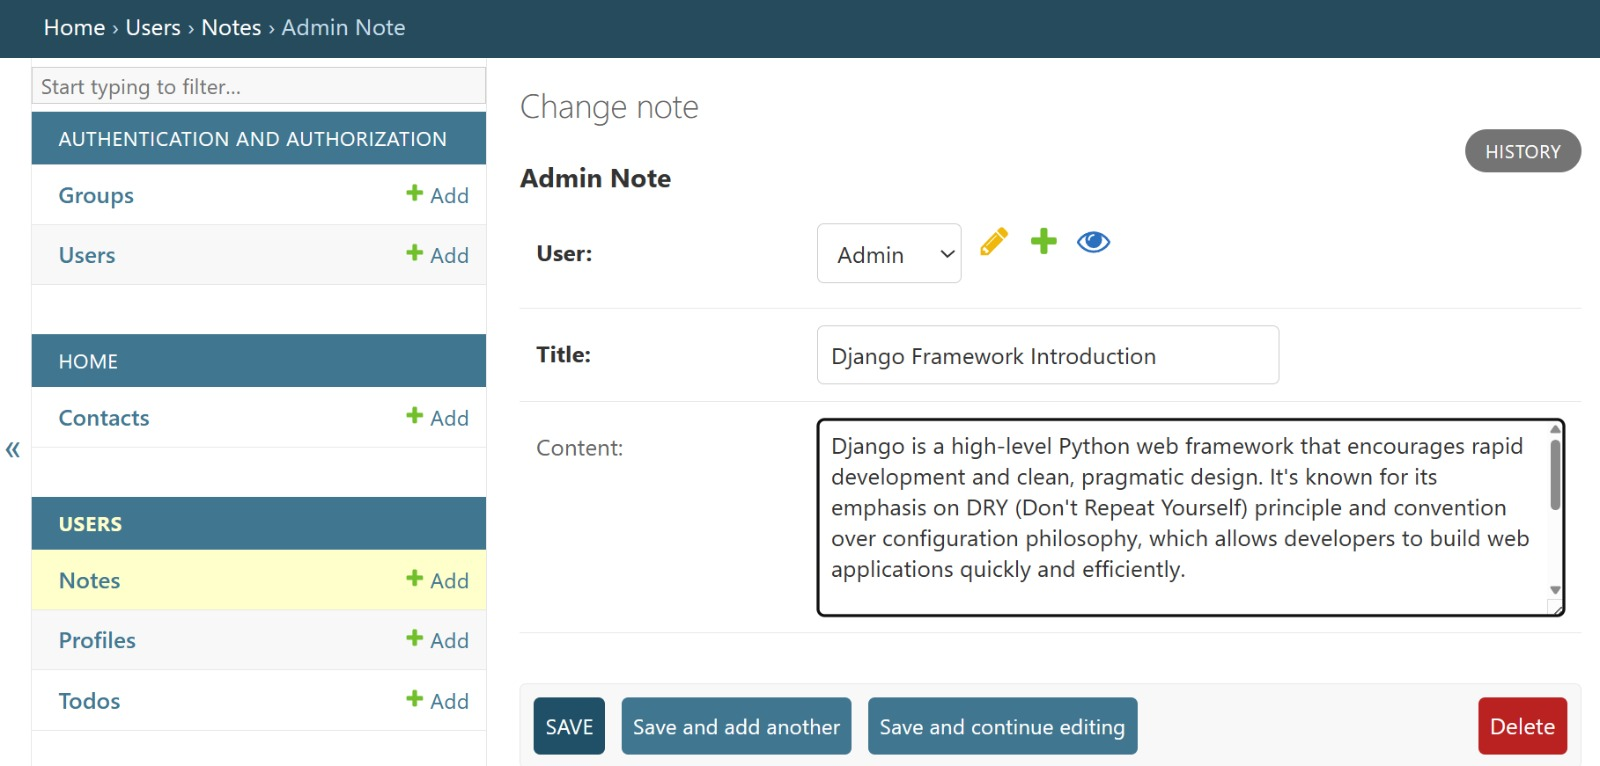 Home › Users › Notes › Admin Note
Start typing to filter...
AUTHENTICATION AND AUTHORIZATION
Groups
Add
Users
Add
HOME
Contacts
Add
USERS
Notes
Add
Profiles
Add
Todos
Add
«
Change note
HISTORY
Admin Note
User:
Admin
Title:
Django Framework Introduction
Content:
Django is a high-level Python web framework that encourages rapid
development and clean, pragmatic design. It's known for its
emphasis on DRY (Don't Repeat Yourself) principle and convention
over configuration philosophy, which allows developers to build web
applications quickly and efficiently.
SAVE
Save and add another
Save and continue editing
Delete